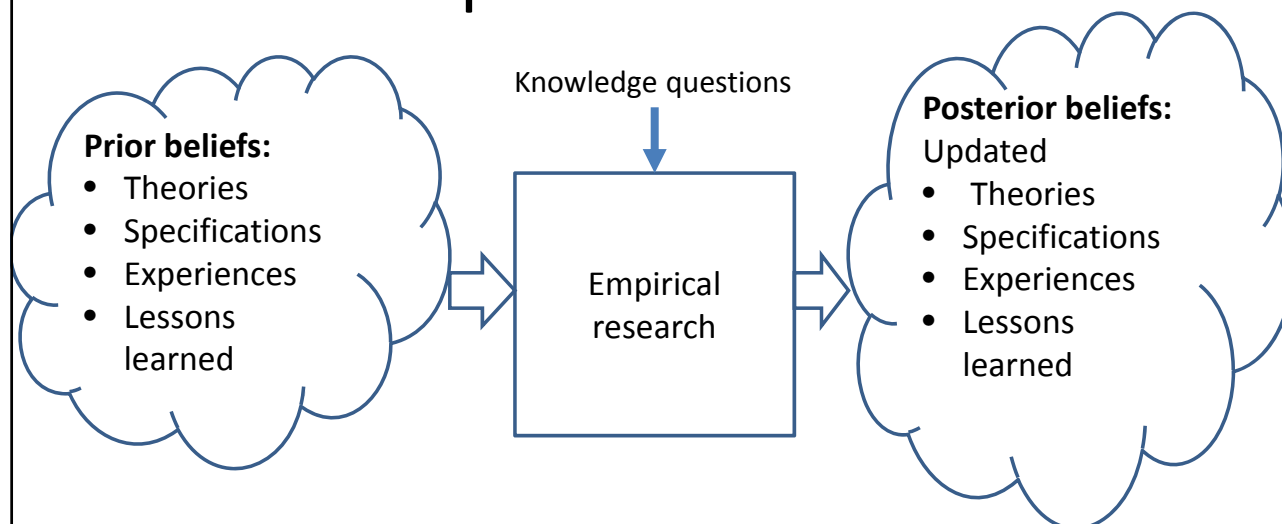 Knowledge questions
Prior beliefs:
• Theories
• Specifications
• Experiences
• Lessons
learned
Empirical
research
Posterior beliefs:
Updated
• Theories
• Specifications
• Experiences
• Lessons
learned